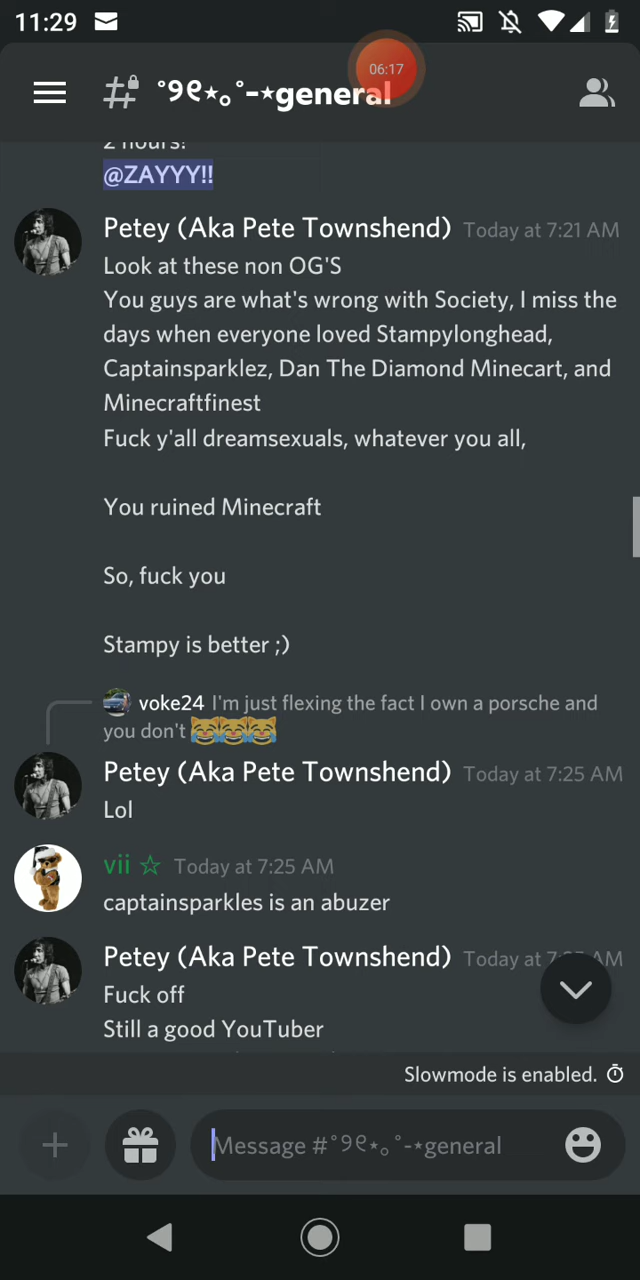 11:29
06:17
# ˚୨୧⋆｡˚-⋆general
2 hours!
@ZAYYY!!
Petey (Aka Pete Townshend) Today at 7:21 AM
Look at these non OG'S
You guys are what's wrong with Society, I miss the
days when everyone loved Stampylonghead,
Captainsparklez, Dan The Diamond Minecart, and
Minecraftfinest
Fuck y'all dreamsexuals, whatever you all,
You ruined Minecraft
So, fuck you
Stampy is better ;)
voke24 I'm just flexing the fact I own a porsche and
you don't 😹😹😹
Petey (Aka Pete Townshend) Today at 7:25 AM
Lol
vii ☆ Today at 7:25 AM
captainsparkles is an abuzer
Petey (Aka Pete Townshend) Today at AM
Fuck off
Still a good YouTuber
Slowmode is enabled.
Message #˚୨୧⋆｡˚-⋆general